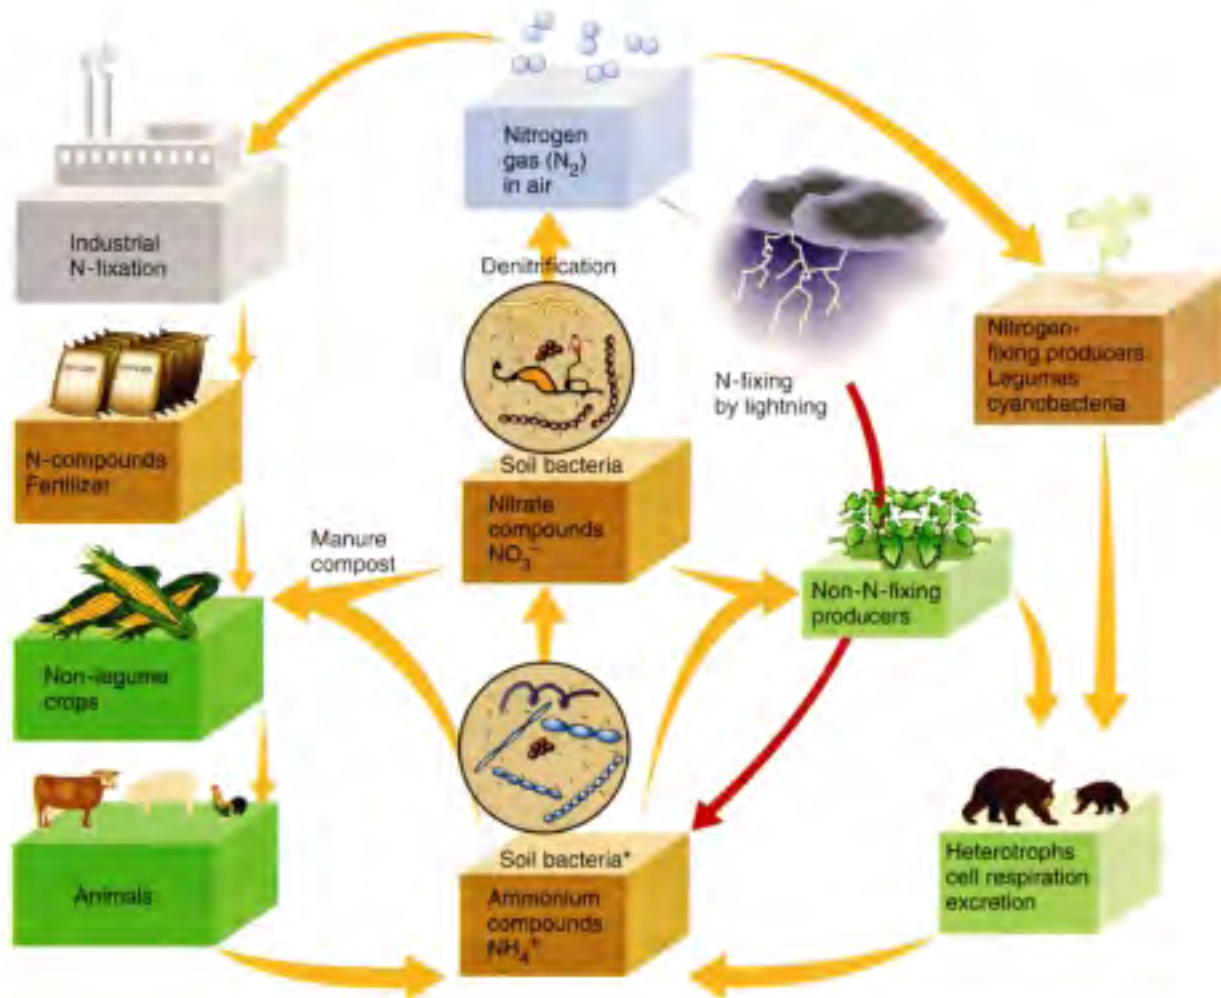 Nitrogen
gas (N₂)
in air
Industrial
N-fixation
Denitrification
Nitrogen-
fixing producers
Legumes
cyanobacteria
N-fixing
by lightning
N-compounds
Fertilizer
Soil bacteria
Nitrate
compounds
NO₃⁻
Manure
compost
Non-N-fixing
producers
Non-legume
crops
Soil bacteria*
Ammonium
compounds
NH₄⁺
Animals
Heterotrophs
cell respiration
excretion